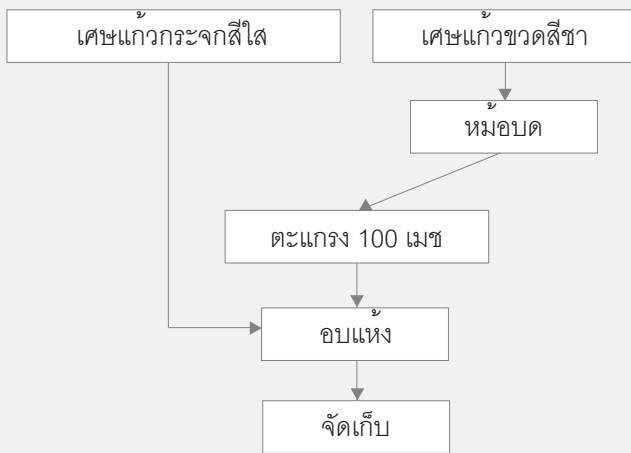 เศษแก้วกระจกสีใส
เศษแก้วขวดสีชา
หม้อบด
ตะแกรง 100 เมช
อบแห้ง
จัดเก็บ